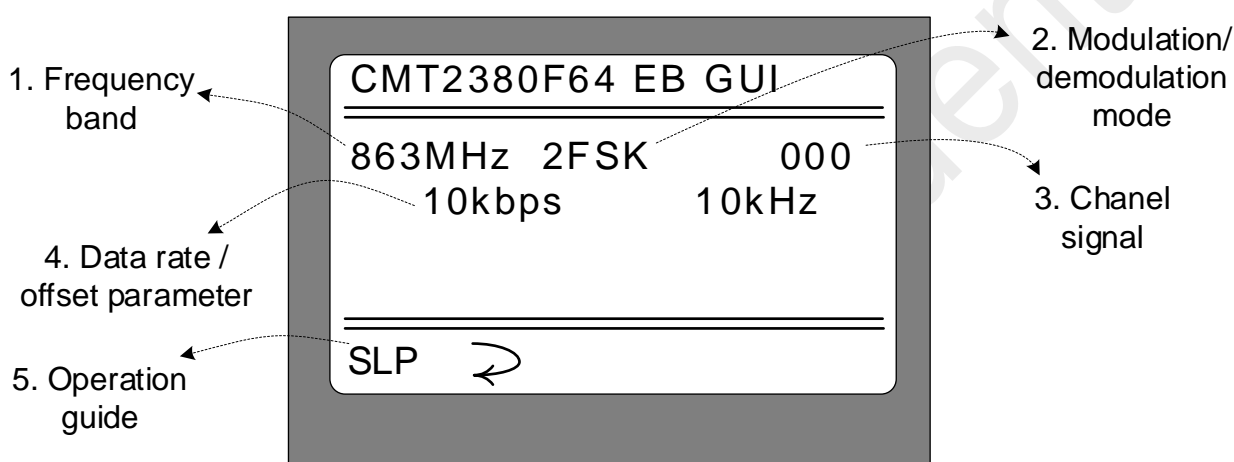 CMT2380F64 EB GUI
863MHz 2FSK 000
10kbps 10kHz
SLP
1. Frequency
band
2. Modulation/
demodulation
mode
3. Chanel
signal
4. Data rate /
offset parameter
5. Operation
guide